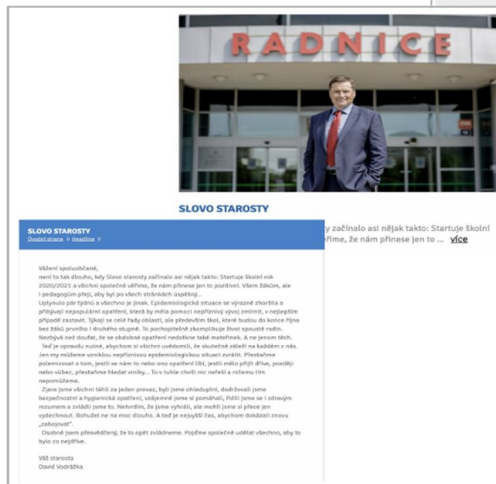 RADNICE
SLOVO STAROSTY
y začínalo asi nějak takto: Startuje školní
ěříme, že nám přinese jen to ... více
SLOVO STAROSTY
Úvodní strana > Headline >
Vážení spoluobčané,
není to tak dlouho, kdy Slovo starosty začínalo asi nějak takto: Startuje školní rok
2020/2021 a všichni společně věříme, že nám přinese jen to pozitivní. Všem žákům, ale
i pedagogům přeji, aby byl po všech stránkách úspěšný...
Uplynulo pár týdnů a všechno je jinak. Epidemiologická situace se výrazně zhoršila a
přibývají nepopulární opatření, která by měla pomoci nepříznivý vývoj zmírnit, v nejlepším
případě zastavit. Týkají se celé řady oblastí, ale především škol, které budou do konce října
bez žáků prvního i druhého stupně. To pochopitelně zkomplikuje život spoustě rodin.
Nezbývá než doufat, že se obdobné opatření nedotkne také mateřinek. A ne jenom těch.
Teď je opravdu nutné, abychom si všichni uvědomili, že skutečně záleží na každém z nás.
Jen my můžeme vzniklou nepříznivou epidemiologickou situaci zvrátit. Přestaňme
polemizovat o tom, jestli se nám to nebo ono opatření líbí, jestli mělo přijít dříve, později
nebo vůbec, přestaňme hledat viníky... To v tuhle chvíli nic neřeší a ničemu tím
nepomůžeme.
Zjara jsme všichni táhli za jeden provaz, byli jsme ohleduplní, dodržovali jsme
bezpečnostní a hygienická opatření, vzájemně jsme si pomáhali, řídili jsme se i zdravým
rozumem a zvládli jsme to. Netvrdím, že jsme vyhráli, ale mohli jsme si přece jen
vydechnout. Bohužel ne na moc dlouho. A teď je nejvyšší čas, abychom dokázali znovu
„zabojovat“.
Osobně jsem přesvědčený, že to opět zvládneme. Pojďme společně udělat všechno, aby to
bylo co nejdříve.
Váš starosta
David Vodrážka